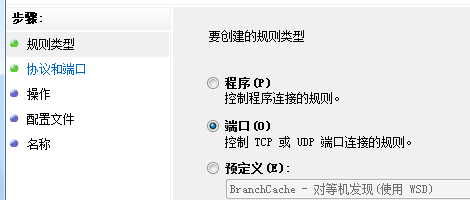 步骤:
规则类型
协议和端口
操作
配置文件
名称
要创建的规则类型
程序(P)
控制程序连接的规则。
端口(O)
控制 TCP 或 UDP 端口连接的规则。
预定义(E):
BranchCache - 对等机发现(使用 WSD)